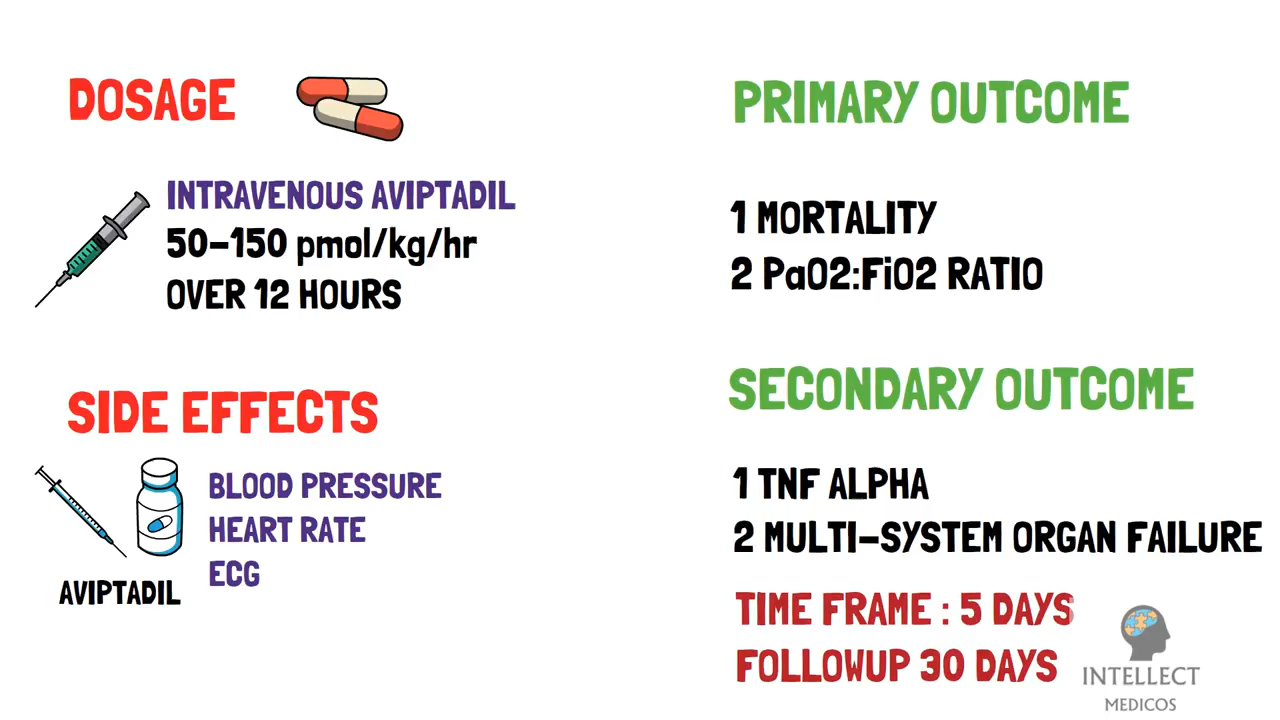 DOSAGE
INTRAVENOUS AVIPTADIL
50-150 pmol/kg/hr
OVER 12 HOURS
SIDE EFFECTS
BLOOD PRESSURE
HEART RATE
ECG
AVIPTADIL
PRIMARY OUTCOME
1 MORTALITY
2 PaO2:FiO2 RATIO
SECONDARY OUTCOME
1 TNF ALPHA
2 MULTI-SYSTEM ORGAN FAILURE
TIME FRAME : 5 DAYS
FOLLOWUP 30 DAYS
INTELLECT
MEDICOS